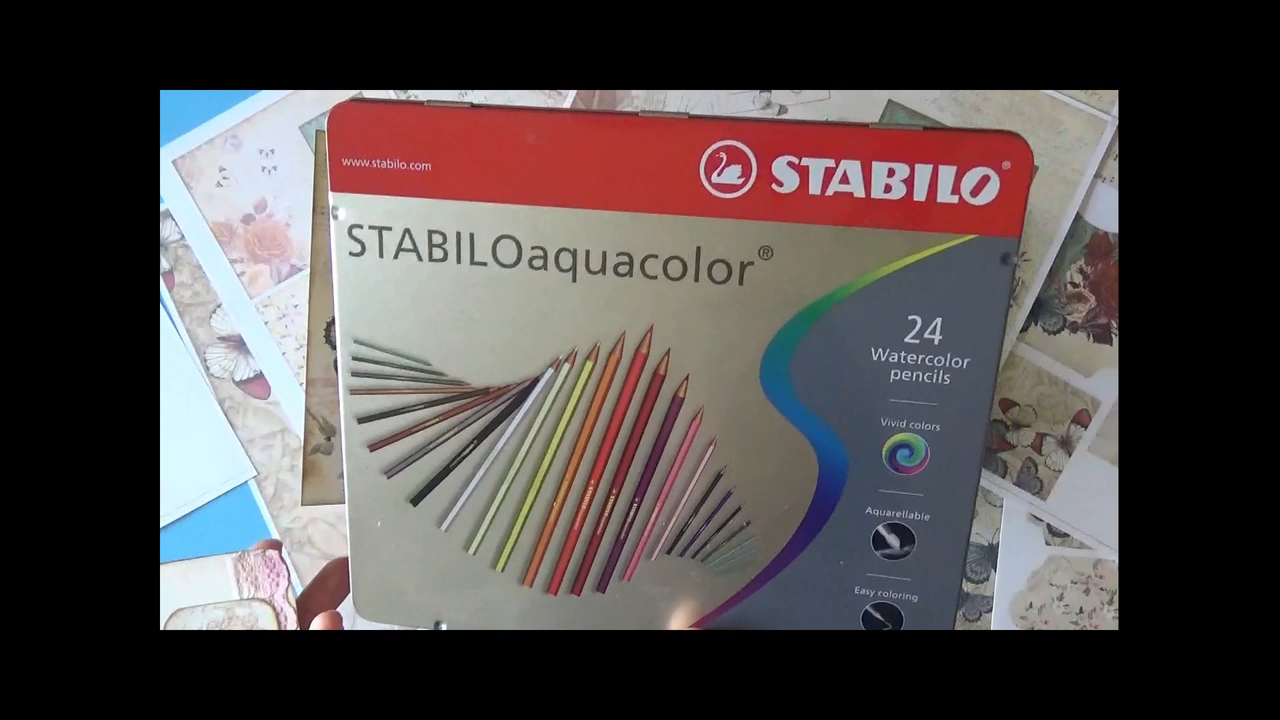 www.stabilo.com
STABILO®
STABILOaquacolor®
24
Watercolor
pencils
Vivid colors
Aquarellable
Easy coloring